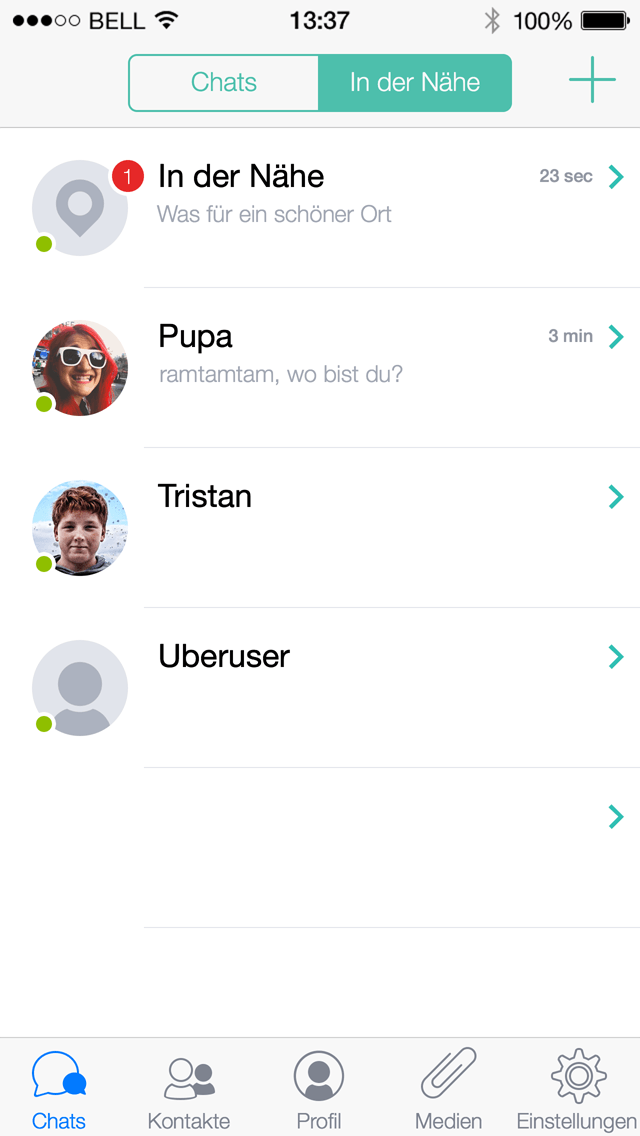 BELL 13:37 100%
Chats In der Nähe
1 In der Nähe 23 sec
Was für ein schöner Ort
Pupa 3 min
ramtamtam, wo bist du?
Tristan
Uberuser
Chats Kontakte Profil Medien Einstellungen